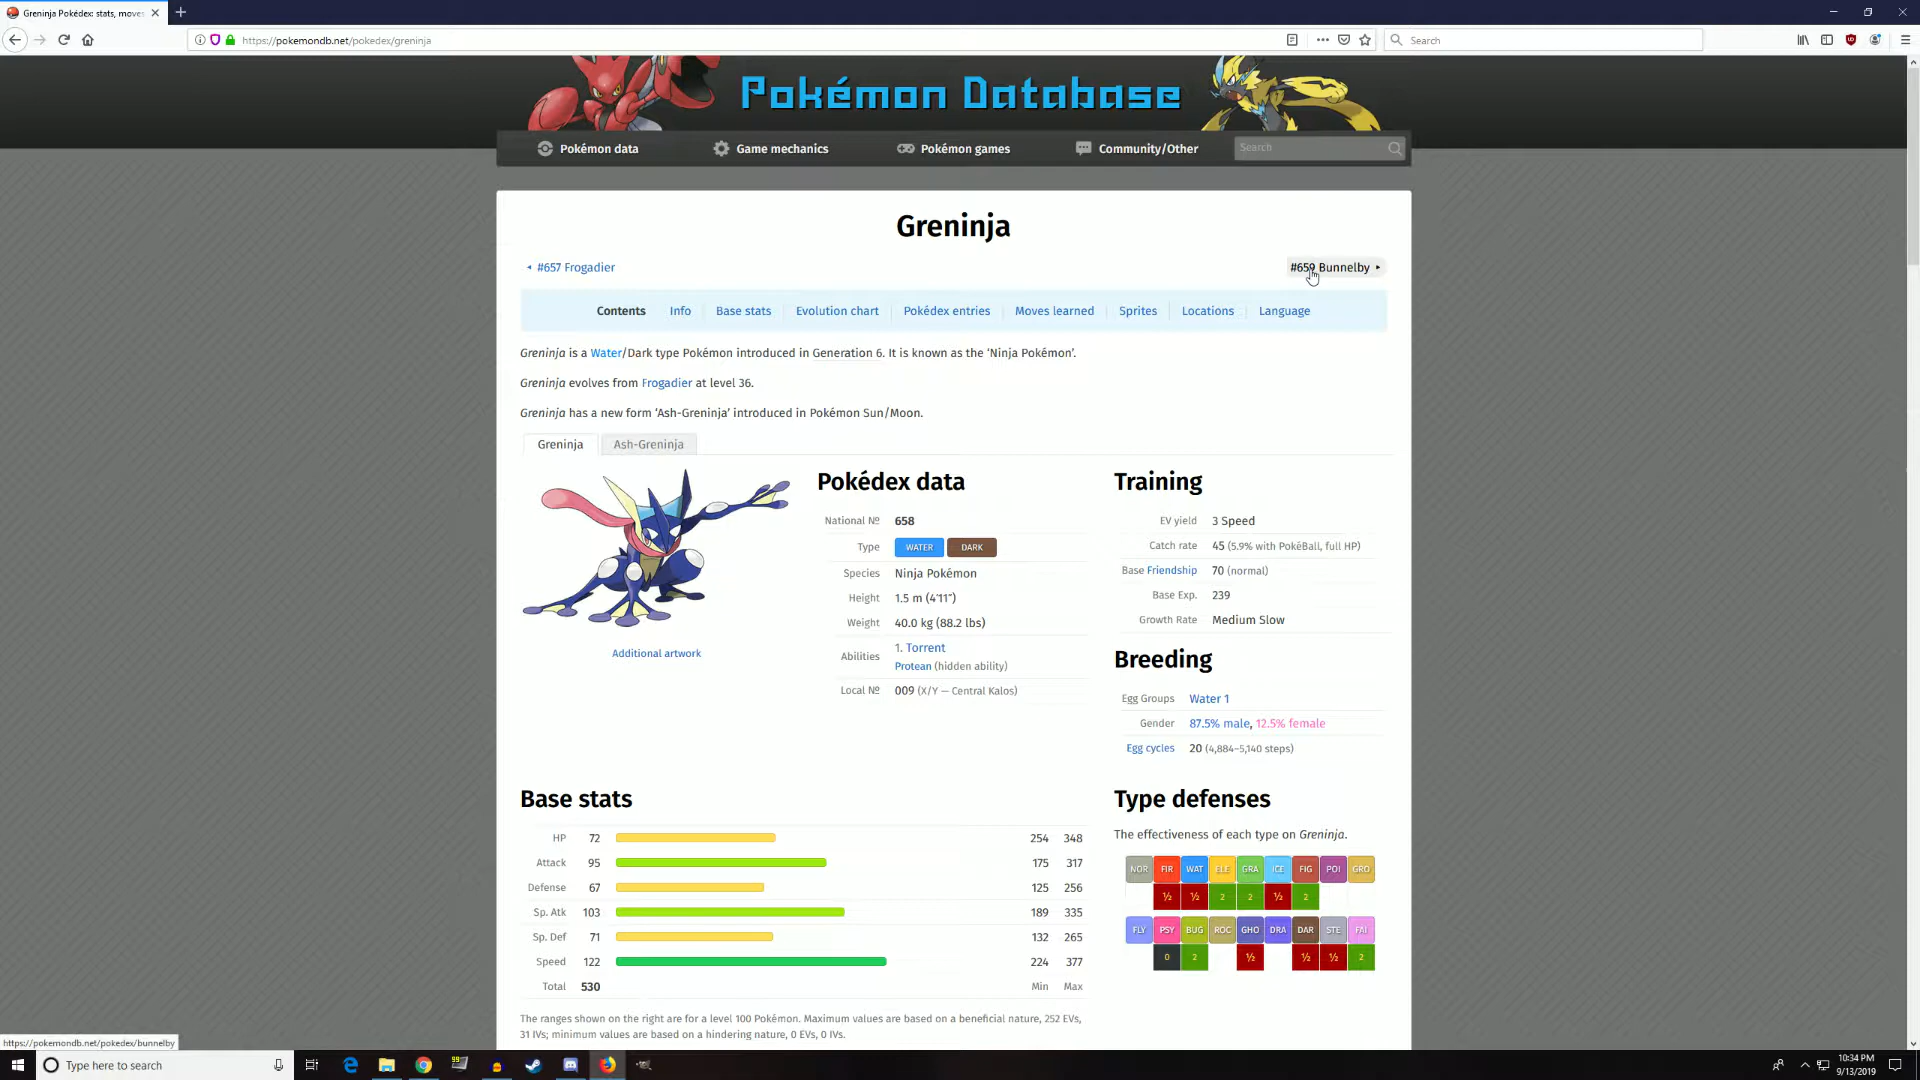 Greninja Pokédex: stats, moves
https://pokemondb.net/pokedex/greninja
Search
Pokémon Database
Pokémon data
Game mechanics
Pokémon games
Community/Other
Search
Greninja
#657 Frogadier
#659 Bunnelby
Contents Info Base stats Evolution chart Pokédex entries Moves learned Sprites Locations Language
Greninja is a Water/Dark type Pokémon introduced in Generation 6. It is known as the ‘Ninja Pokémon’.
Greninja evolves from Frogadier at level 36.
Greninja has a new form ‘Ash-Greninja’ introduced in Pokémon Sun/Moon.
Greninja Ash-Greninja
Additional artwork
Pokédex data
National № 658
Type WATER DARK
Species Ninja Pokémon
Height 1.5 m (4′11″)
Weight 40.0 kg (88.2 lbs)
Abilities 1. Torrent
Protean (hidden ability)
Local № 009 (X/Y — Central Kalos)
Training
EV yield 3 Speed
Catch rate 45 (5.9% with PokéBall, full HP)
Base Friendship 70 (normal)
Base Exp. 239
Growth Rate Medium Slow
Breeding
Egg Groups Water 1
Gender 87.5% male, 12.5% female
Egg cycles 20 (4,884–5,140 steps)
Base stats
HP 72 254 348
Attack 95 175 317
Defense 67 125 256
Sp. Atk 103 189 335
Sp. Def 71 132 265
Speed 122 224 377
Total 530 Min Max
The ranges shown on the right are for a level 100 Pokémon. Maximum values are based on a beneficial nature, 252 EVs,
31 IVs; minimum values are based on a hindering nature, 0 EVs, 0 IVs.
Type defenses
The effectiveness of each type on Greninja.
NOR FIR WAT ELE GRA ICE FIG POI GRO
½ ½ 2 2 ½ 2
FLY PSY BUG ROC GHO DRA DAR STE FAI
0 2 ½ ½ ½ 2
https://pokemondb.net/pokedex/bunnelby
Type here to search
10:34 PM
9/13/2019